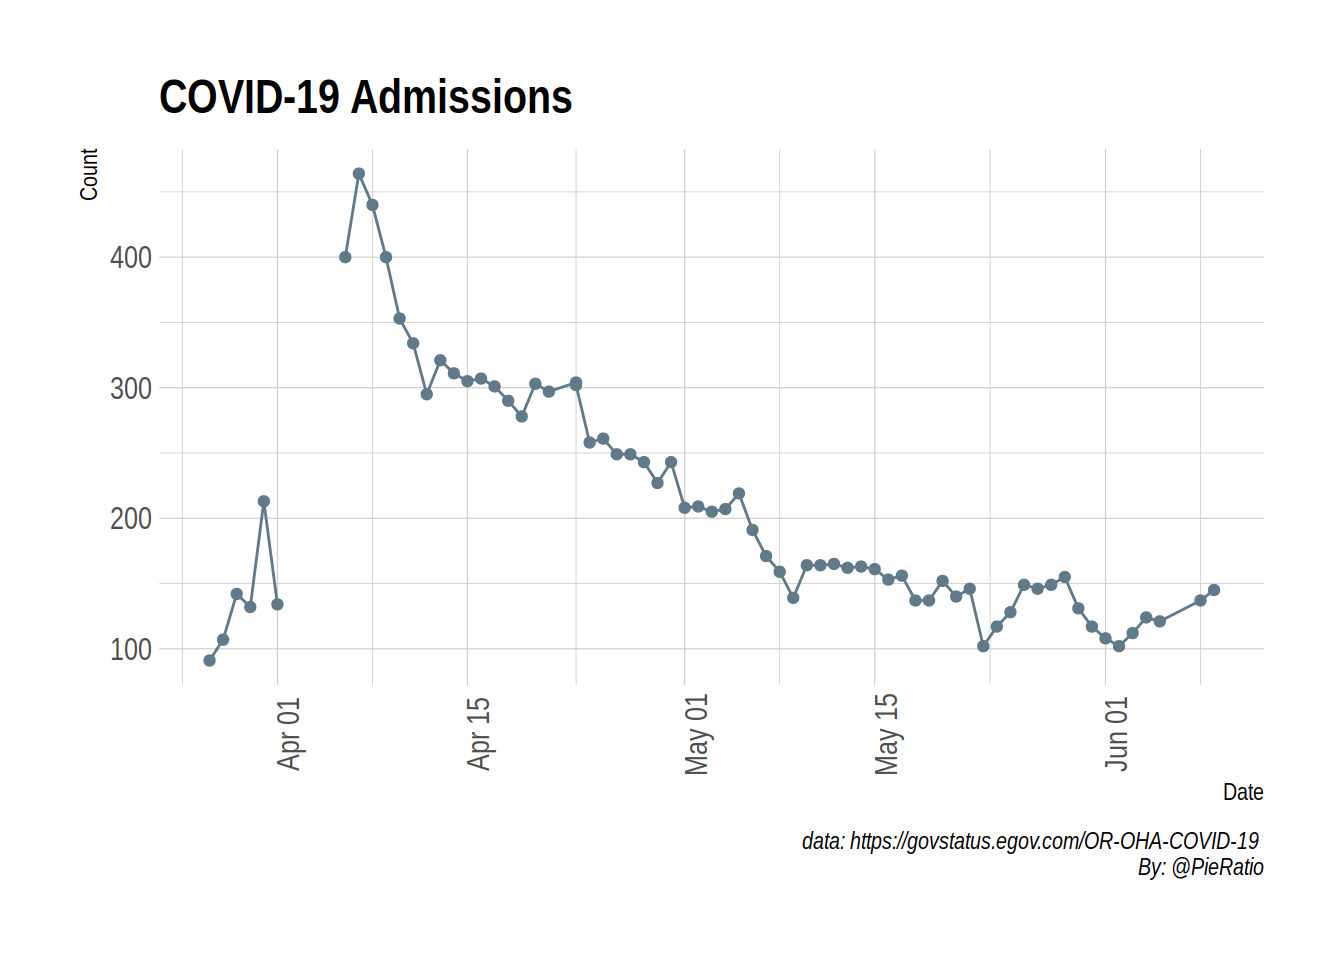 COVID-19 Admissions
Count
400
300
200
100
Apr 01
Apr 15
May 01
May 15
Jun 01
Date
data: https://govstatus.egov.com/OR-OHA-COVID-19
By: @PieRatio